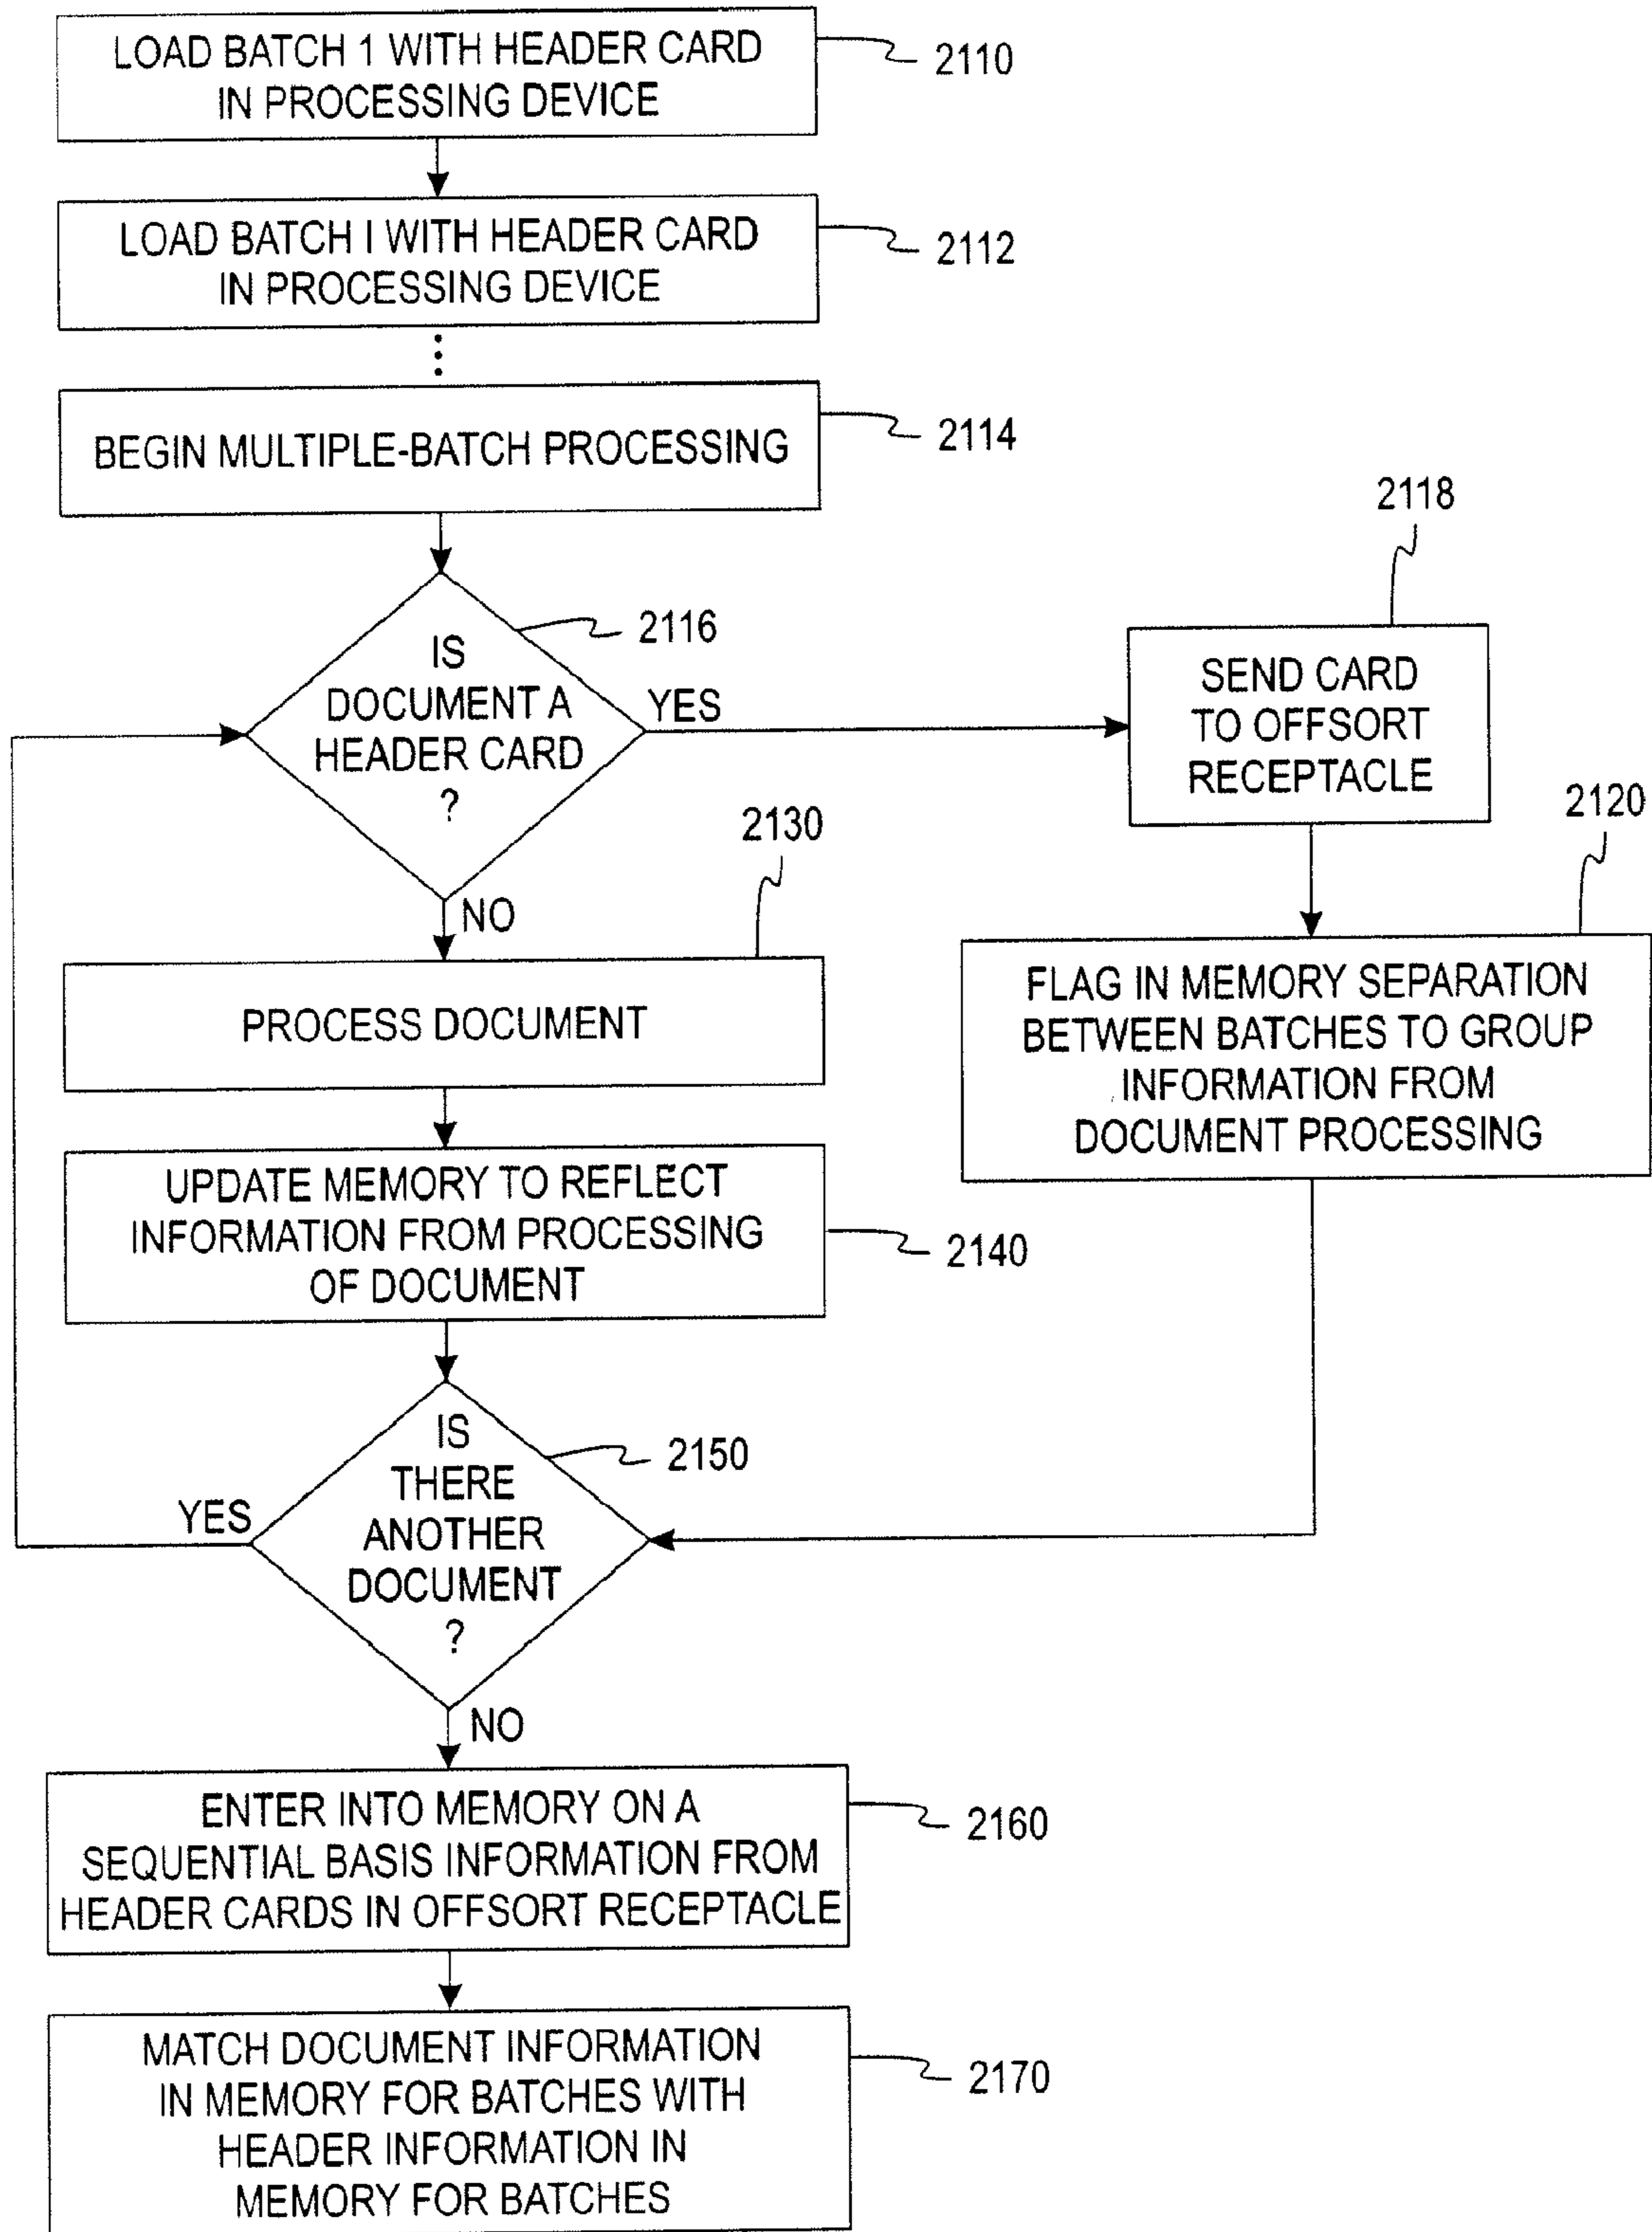 LOAD BATCH 1 WITH HEADER CARD
IN PROCESSING DEVICE
2110
LOAD BATCH I WITH HEADER CARD
IN PROCESSING DEVICE
2112
BEGIN MULTIPLE-BATCH PROCESSING
2114
IS
DOCUMENT A
HEADER CARD
?
2116
YES
2118
SEND CARD
TO OFFSORT
RECEPTACLE
NO
2130
PROCESS DOCUMENT
2120
FLAG IN MEMORY SEPARATION
BETWEEN BATCHES TO GROUP
INFORMATION FROM
DOCUMENT PROCESSING
UPDATE MEMORY TO REFLECT
INFORMATION FROM PROCESSING
OF DOCUMENT
2140
IS
THERE
ANOTHER
DOCUMENT
?
2150
YES
NO
ENTER INTO MEMORY ON A
SEQUENTIAL BASIS INFORMATION FROM
HEADER CARDS IN OFFSORT RECEPTACLE
2160
MATCH DOCUMENT INFORMATION
IN MEMORY FOR BATCHES WITH
HEADER INFORMATION IN
MEMORY FOR BATCHES
2170